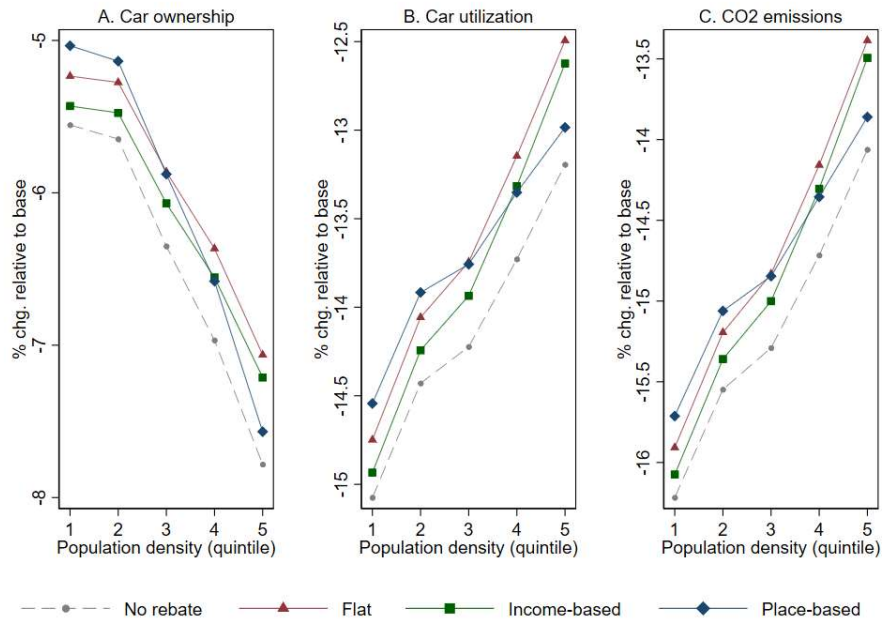 A. Car ownership
% chg. relative to base
-5
-6
-7
-8
1 2 3 4 5
Population density (quintile)
B. Car utilization
% chg. relative to base
-12.5
-13
-13.5
-14
-14.5
-15
1 2 3 4 5
Population density (quintile)
C. CO2 emissions
% chg. relative to base
-13.5
-14
-14.5
-15
-15.5
-16
1 2 3 4 5
Population density (quintile)
No rebate Flat Income-based Place-based